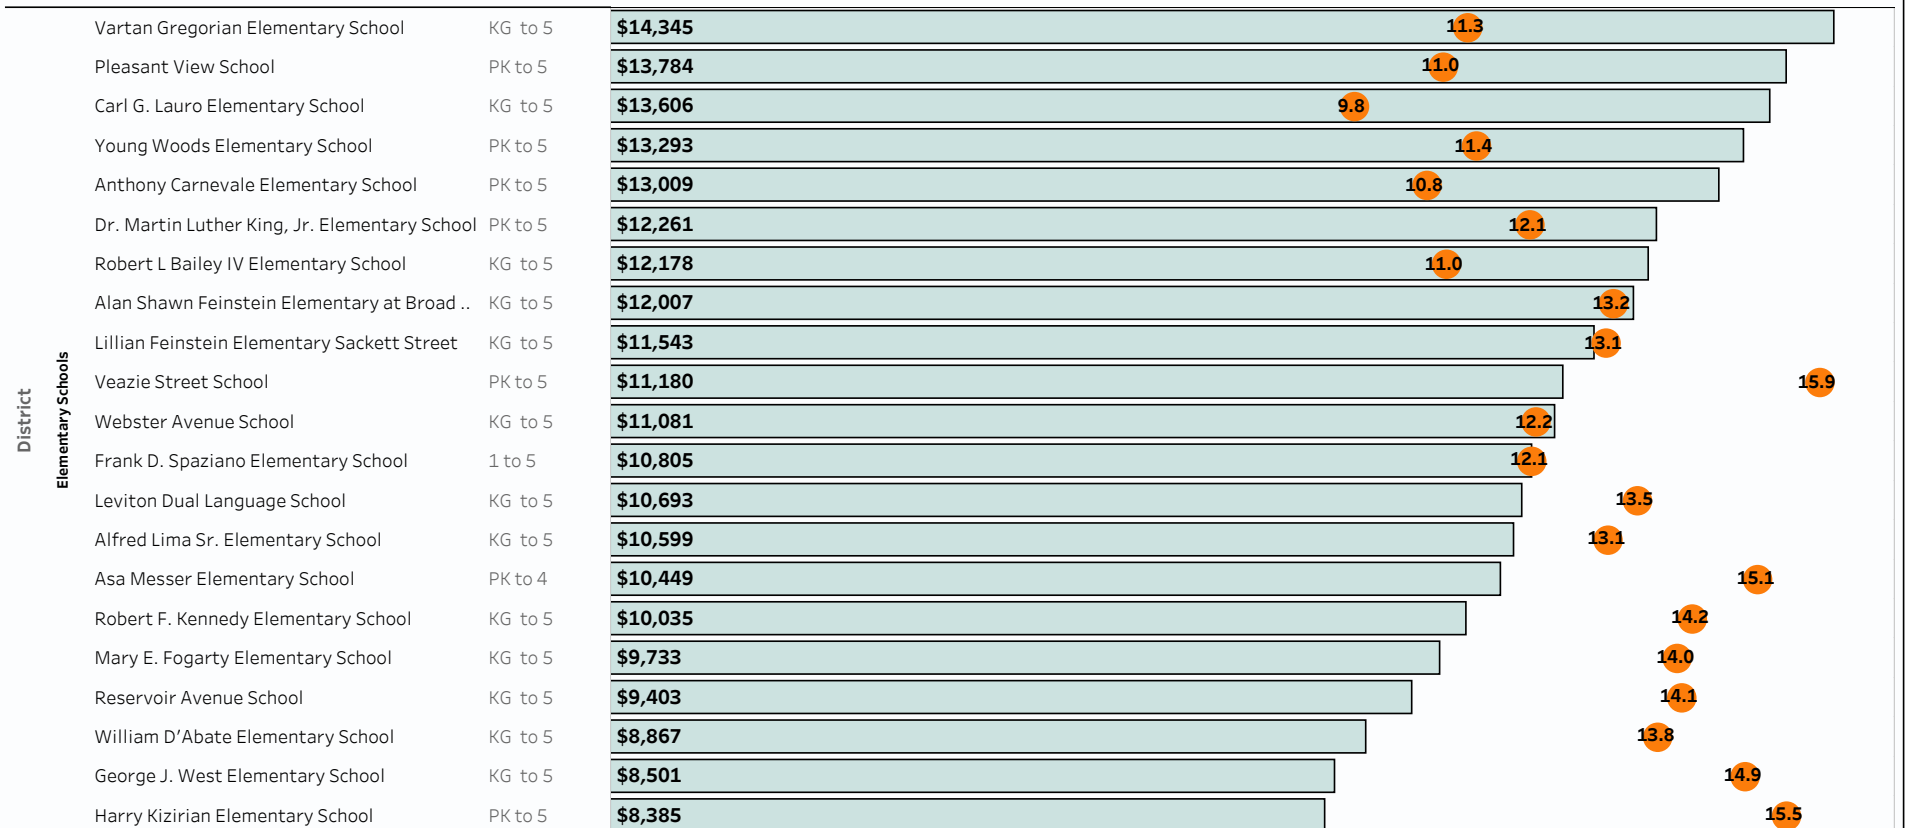 Vartan Gregorian Elementary School KG to 5 $14,345 11.3
Pleasant View School PK to 5 $13,784 11.0
Carl G. Lauro Elementary School KG to 5 $13,606 9.8
Young Woods Elementary School PK to 5 $13,293 11.4
Anthony Carnevale Elementary School PK to 5 $13,009 10.8
Dr. Martin Luther King, Jr. Elementary School PK to 5 $12,261 12.1
Robert L Bailey IV Elementary School KG to 5 $12,178 11.0
Alan Shawn Feinstein Elementary at Broad .. KG to 5 $12,007 13.2
Lillian Feinstein Elementary Sackett Street KG to 5 $11,543 13.1
Veazie Street School PK to 5 $11,180 15.9
District
Elementary Schools
Webster Avenue School KG to 5 $11,081 12.2
Frank D. Spaziano Elementary School 1 to 5 $10,805 12.1
Leviton Dual Language School KG to 5 $10,693 13.5
Alfred Lima Sr. Elementary School KG to 5 $10,599 13.1
Asa Messer Elementary School PK to 4 $10,449 15.1
Robert F. Kennedy Elementary School KG to 5 $10,035 14.2
Mary E. Fogarty Elementary School KG to 5 $9,733 14.0
Reservoir Avenue School KG to 5 $9,403 14.1
William D'Abate Elementary School KG to 5 $8,867 13.8
George J. West Elementary School KG to 5 $8,501 14.9
Harry Kizirian Elementary School PK to 5 $8,385 15.5